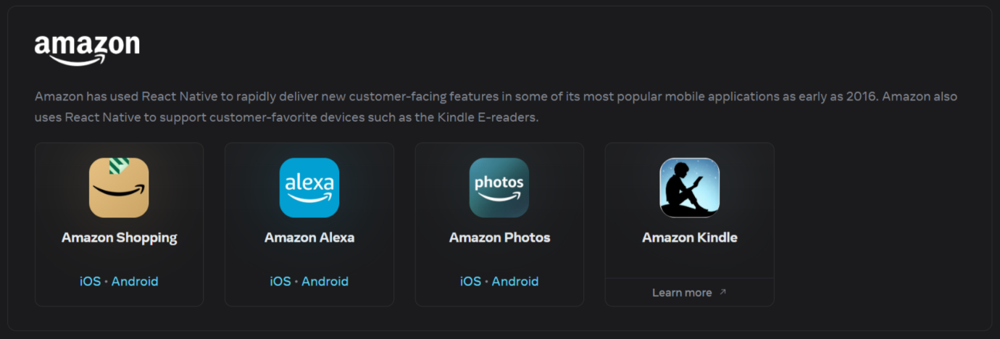 amazon
Amazon has used React Native to rapidly deliver new customer-facing features in some of its most popular mobile applications as early as 2016. Amazon also
uses React Native to support customer-favorite devices such as the Kindle E-readers.
Amazon Shopping
iOS • Android
alexa
Amazon Alexa
iOS • Android
photos
Amazon Photos
iOS • Android
Amazon Kindle
Learn more ↗